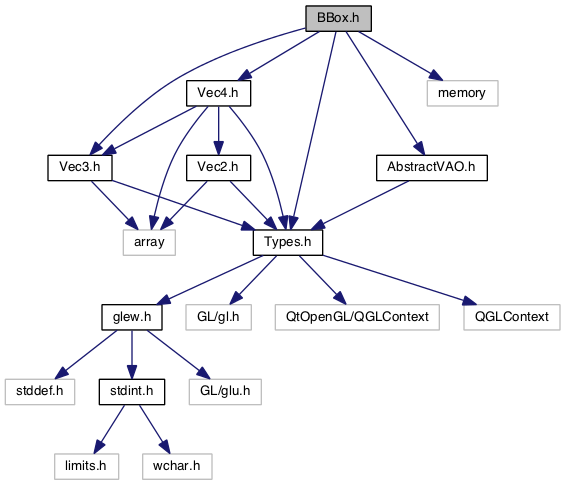 BBox.h
Vec4.h
memory
Vec3.h
Vec2.h
AbstractVAO.h
array
Types.h
glew.h
GL/gl.h
QtOpenGL/QGLContext
QGLContext
stddef.h
stdint.h
GL/glu.h
limits.h
wchar.h